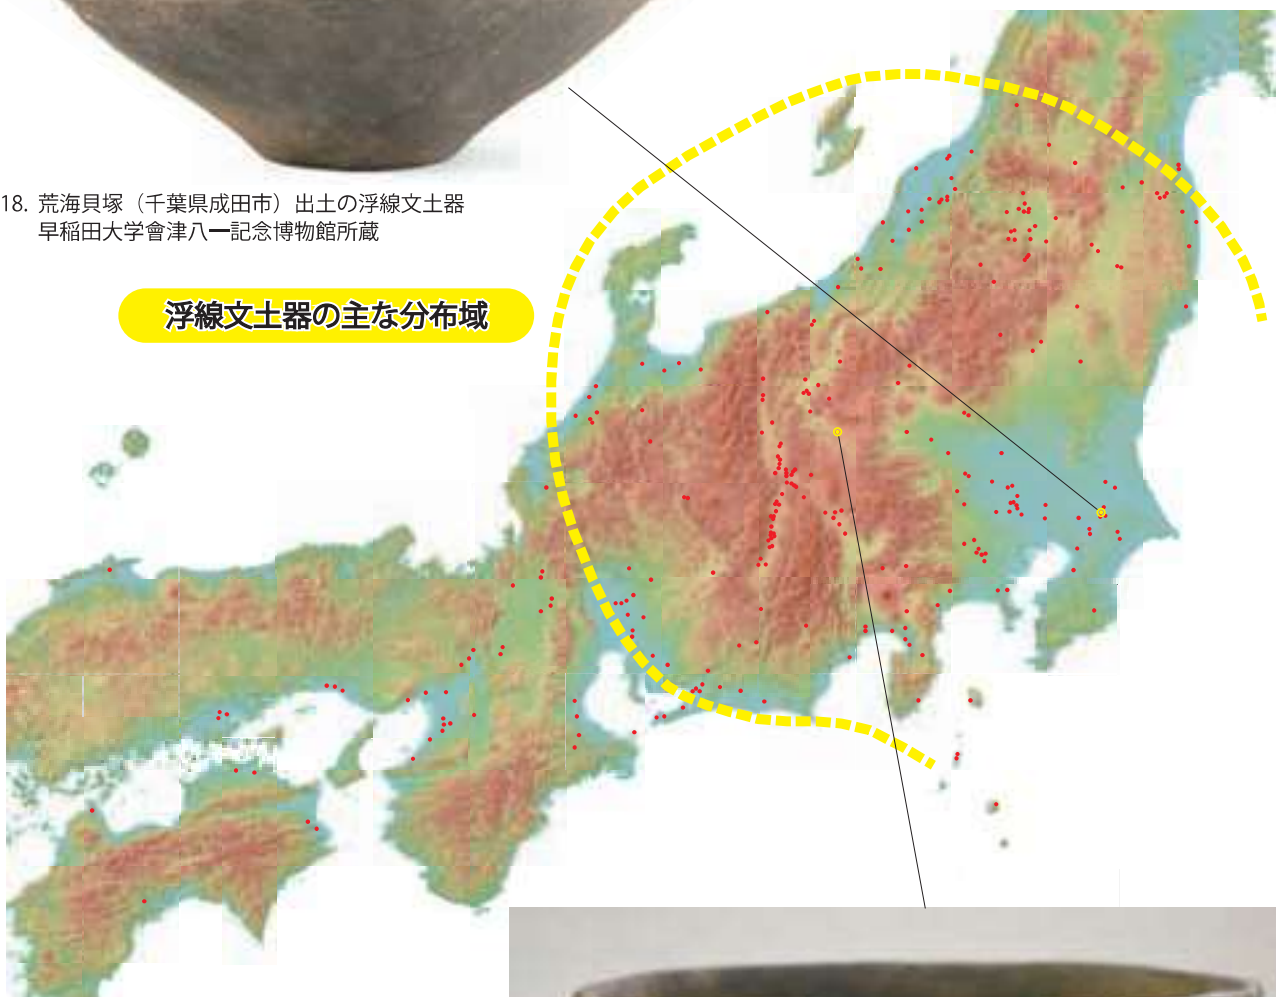 18. 荒海貝塚（千葉県成田市）出土の浮線文土器
早稲田大学會津八一記念博物館所蔵
浮線文土器の主な分布域